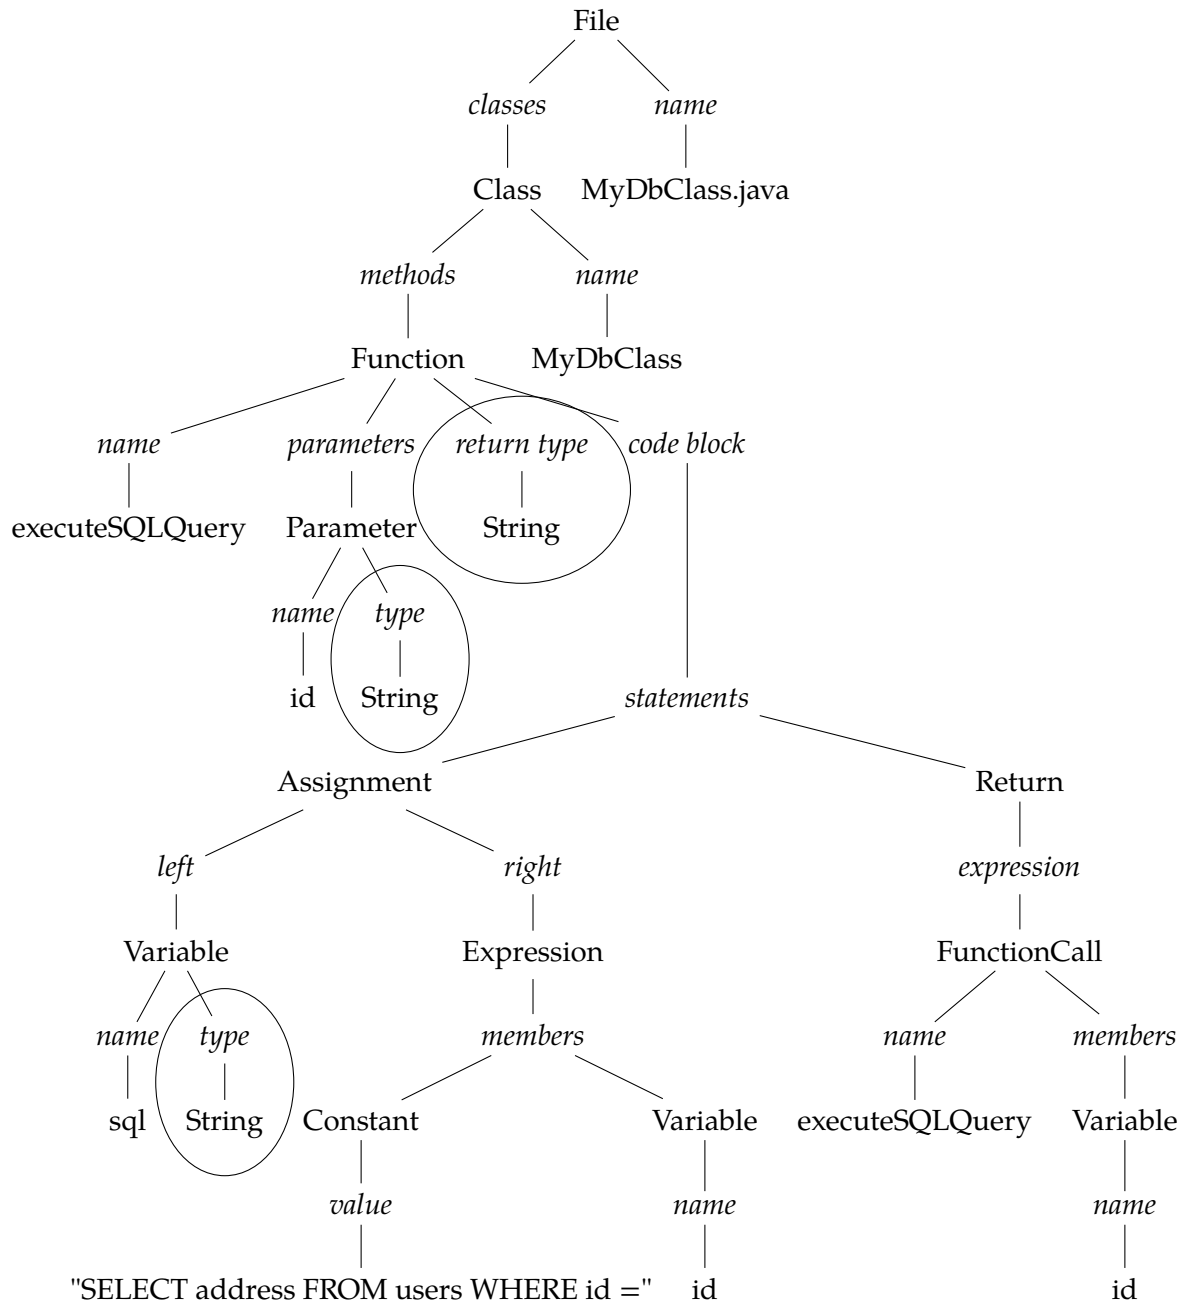 File
classes name
Class MyDbClass.java
methods name
Function MyDbClass
name parameters return type code block
executeSQLQuery Parameter String
name type
id String statements
Assignment Return
left right expression
Variable Expression FunctionCall
name type members name members
sql String Constant Variable executeSQLQuery Variable
value name name
"SELECT address FROM users WHERE id =" id id